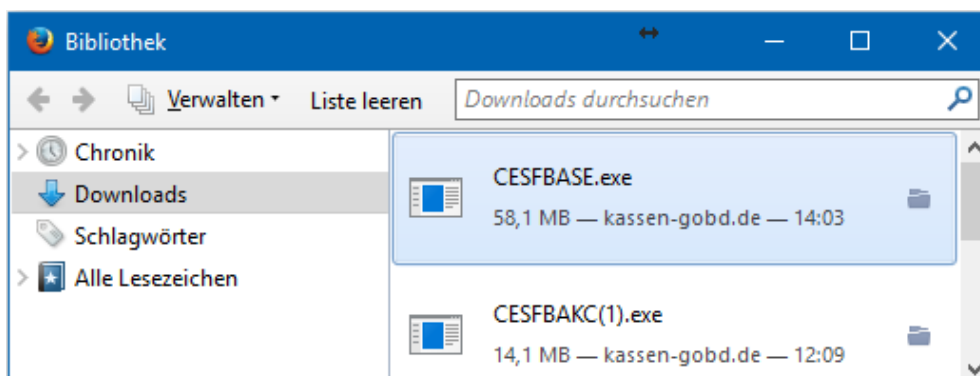 Bibliothek
Verwalten
Liste leeren
Downloads durchsuchen
Chronik
Downloads
Schlagwörter
Alle Lesezeichen
CESFBASE.exe
58,1 MB — kassen-gobd.de — 14:03
CESFBAKC(1).exe
14,1 MB — kassen-gobd.de — 12:09